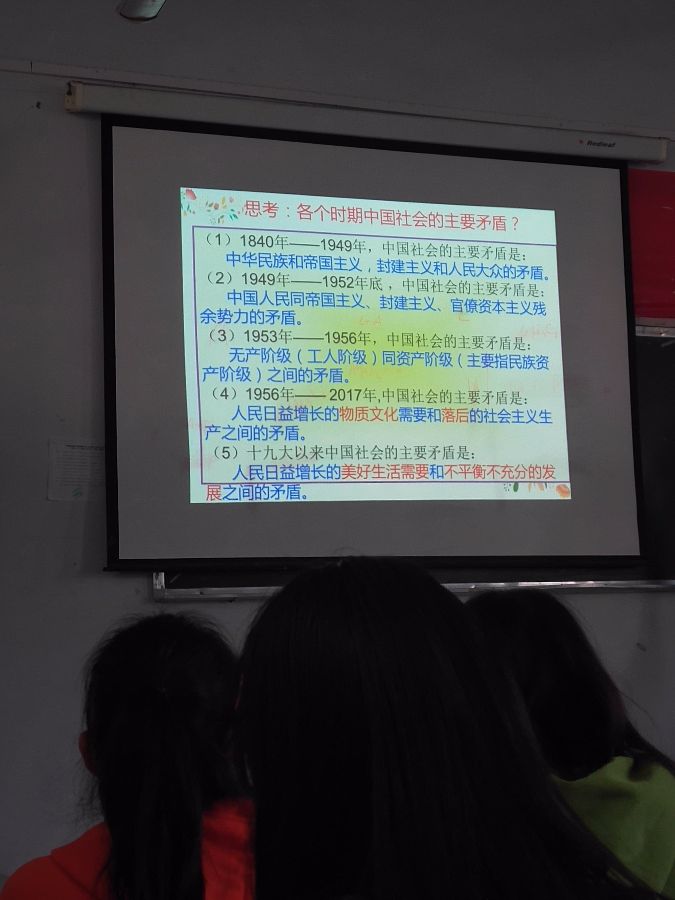 Redleaf
思考：各个时期中国社会的主要矛盾？
（1）1840年——1949年，中国社会的主要矛盾是：
中华民族和帝国主义，封建主义和人民大众的矛盾。
（2）1949年——1952年底，中国社会的主要矛盾是：
中国人民同帝国主义、封建主义、官僚资本主义残
余势力的矛盾。
（3）1953年——1956年，中国社会的主要矛盾是：
无产阶级（工人阶级）同资产阶级（主要指民族资
产阶级）之间的矛盾。
（4）1956年—— 2017年,中国社会的主要矛盾是：
人民日益增长的物质文化需要和落后的社会主义生
产之间的矛盾。
（5）十九大以来中国社会的主要矛盾是：
人民日益增长的美好生活需要和不平衡不充分的发
展之间的矛盾。